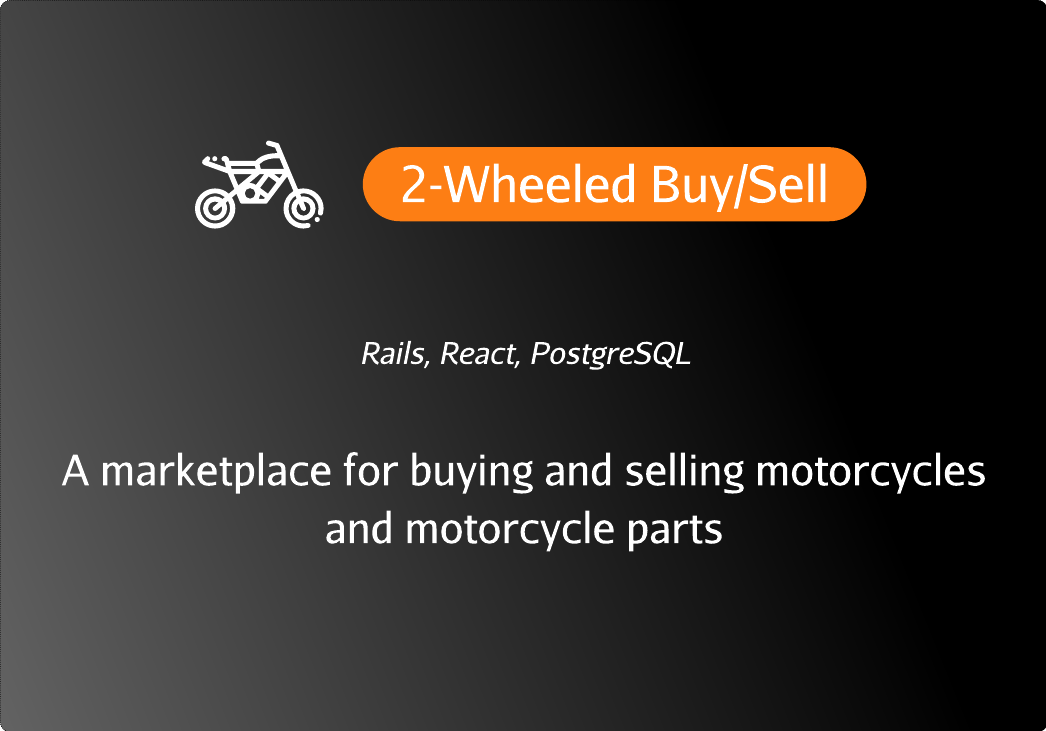 2-Wheeled Buy/Sell
Rails, React, PostgreSQL
A marketplace for buying and selling motorcycles
and motorcycle parts